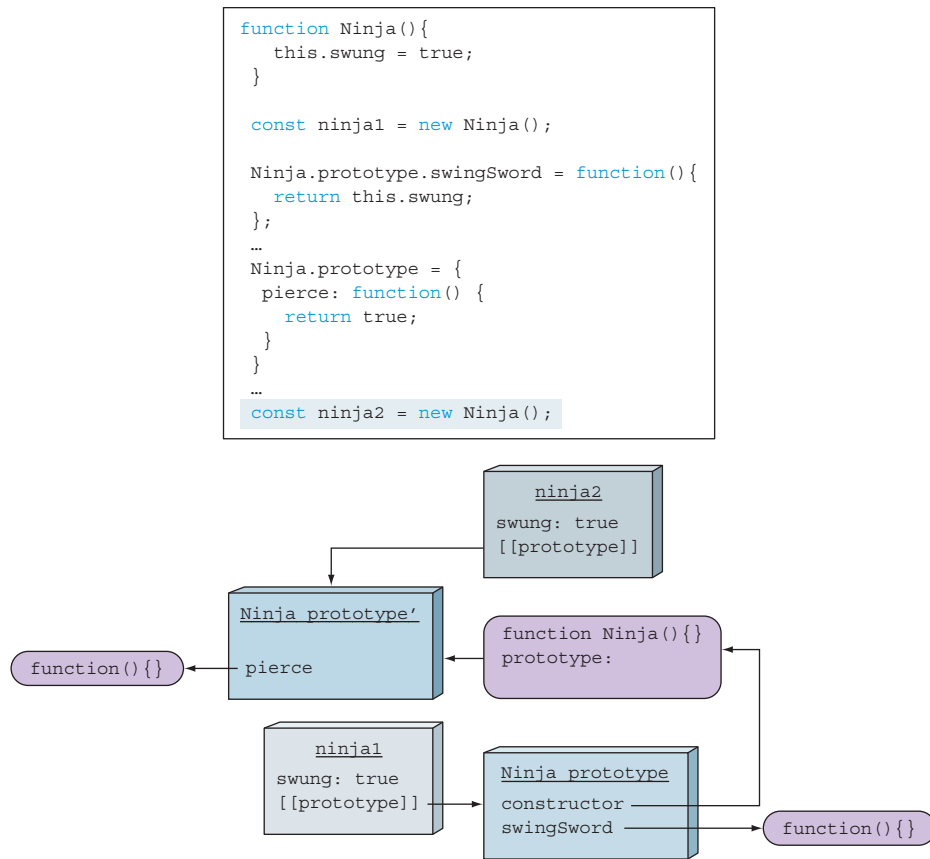 function Ninja(){
this.swung = true;
}
const ninja1 = new Ninja();
Ninja.prototype.swingSword = function(){
return this.swung;
};
…
Ninja.prototype = {
pierce: function() {
return true;
}
}
…
const ninja2 = new Ninja();
ninja2
swung: true
[[prototype]]
Ninja prototype′
pierce
function(){}
function Ninja(){}
prototype:
ninja1
swung: true
[[prototype]]
Ninja prototype
constructor
swingSword
function(){}